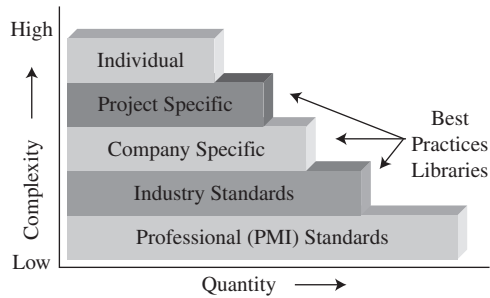 High
Individual
Project Specific
Company Specific
Industry Standards
Professional (PMI) Standards
Low
Complexity
Quantity
Best
Practices
Libraries